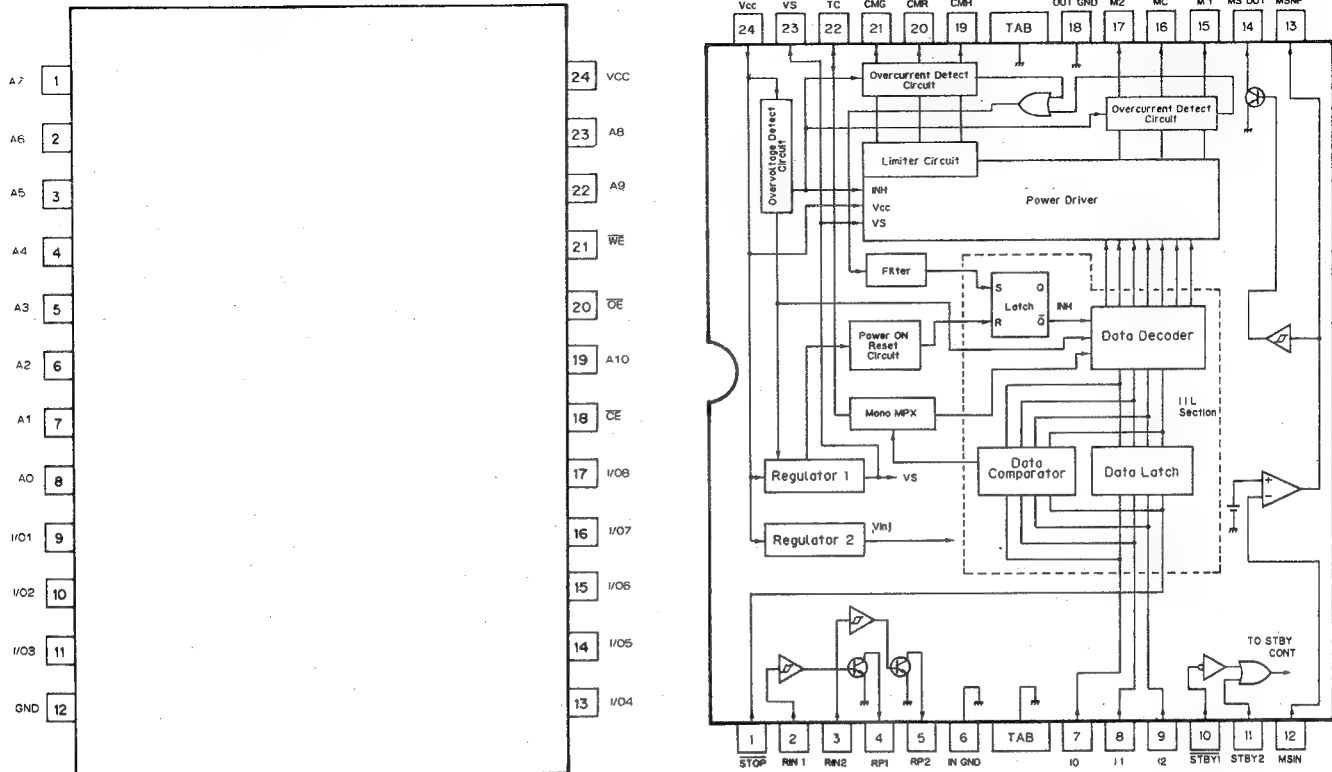 A7 1
A6 2
A5 3
A4 4
A3 5
A2 6
A1 7
A0 8
I/O1 9
I/O2 10
I/O3 11
GND 12
24 VCC
23 A8
22 A9
21 WE
20 OE
19 A10
18 CE
17 I/O8
16 I/O7
15 I/O6
14 I/O5
13 I/O4
Vcc VS TC CMG CMR CMH OUT GND M2 MC M1 MS OUT MSNF
24 23 22 21 20 19 TAB 18 17 16 15 14 13
Overcurrent Detect
Circuit
Overcurrent Detect
Circuit
Overvoltage Detect
Circuit
Limiter Circuit
INH
Vcc
VS
Power Driver
Filter
S Q
Latch
R Q
INH
Power ON
Reset
Circuit
Data Decoder
Mono MPX
IIL
Section
Regulator 1
VS
Data
Comparator
Data Latch
+
−
Regulator 2
Vinj
TO STBY
CONT
1 2 3 4 5 6 TAB 7 8 9 10 11 12
STOP RIN 1 RIN2 RP1 RP2 IN GND I0 I1 I2 STBY1 STBY2 MSIN